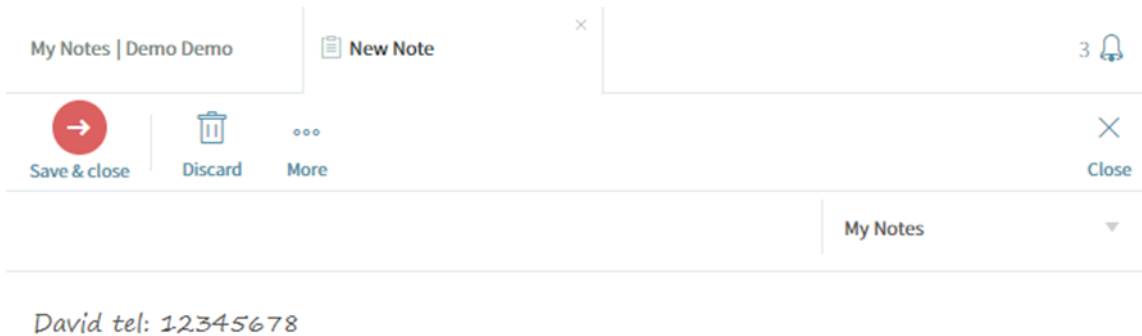 My Notes | Demo Demo
New Note
3
Save & close
Discard
More
Close
My Notes
David tel: 12345678